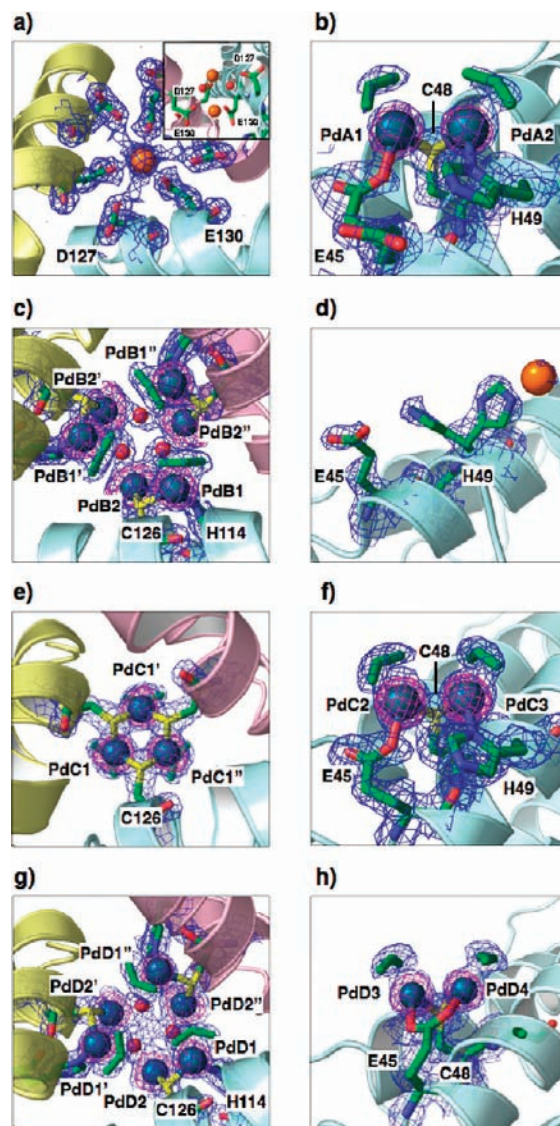 a)
D127
D127
E130
E130
E130
D127
b)
C48
PdA1
PdA2
H49
E45
c)
PdB1”
PdB2’
PdB2”
PdB1’
PdB2
PdB1
C126
H114
d)
E45
H49
e)
PdC1’
PdC1
PdC1”
C126
f)
C48
PdC2
PdC3
E45
H49
g)
PdD1”
PdD2’
PdD2”
PdD1
PdD1’
PdD2
C126
H114
h)
PdD3
PdD4
E45
C48